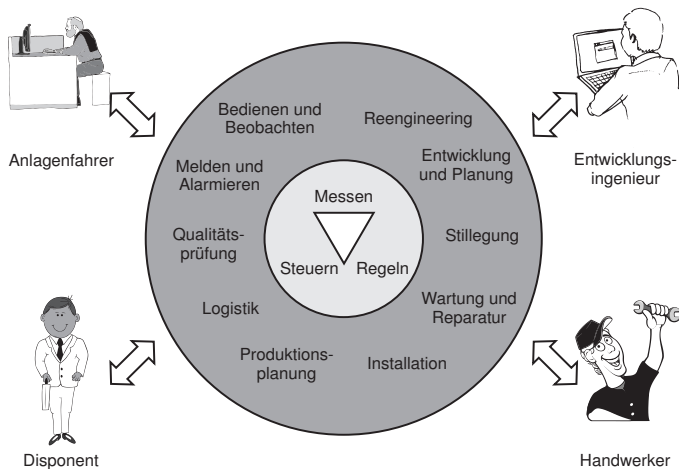 Bedienen und
Beobachten
Reengineering
Anlagenfahrer
Melden und
Alarmieren
Entwicklung
und Planung
Entwicklungs-
ingenieur
Messen
Qualitäts-
prüfung
Stillegung
Steuern
Regeln
Logistik
Wartung und
Reparatur
Produktions-
planung
Installation
Disponent
Handwerker